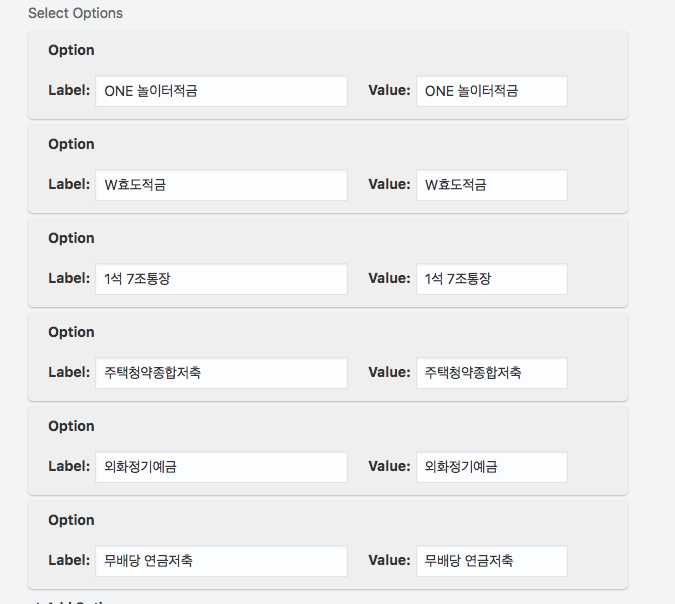 Select Options
Option
Label: ONE 놀이터적금 Value: ONE 놀이터적금
Option
Label: W효도적금 Value: W효도적금
Option
Label: 1석 7조통장 Value: 1석 7조통장
Option
Label: 주택청약종합저축 Value: 주택청약종합저축
Option
Label: 외화정기예금 Value: 외화정기예금
Option
Label: 무배당 연금저축 Value: 무배당 연금저축